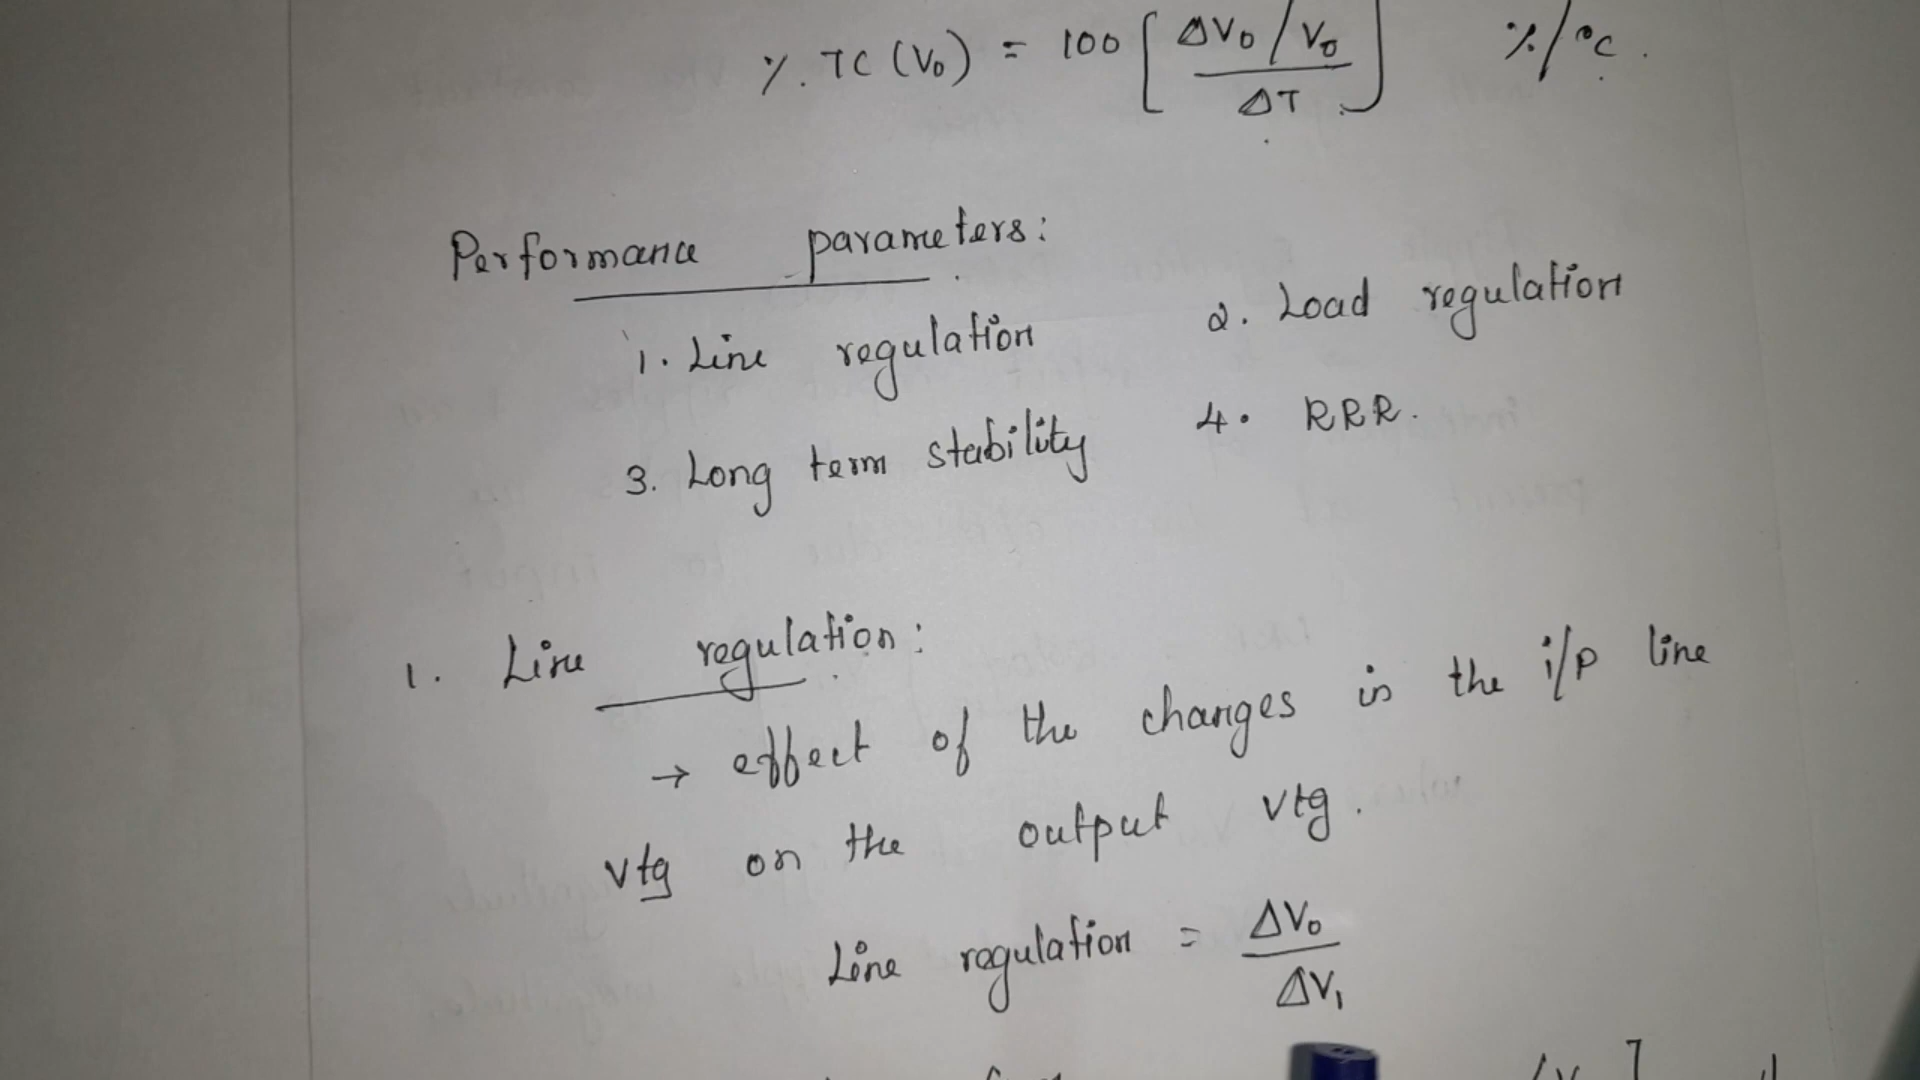 %. TC (V₀) = 100 [ (ΔV₀/V₀) / ΔT ] %/°C.
Performance parameters:
1. Line regulation 2. Load regulation
3. Long term stability 4. RRR.
1. Line regulation:
→ effect of the changes in the i/p line
vtg on the output vtg.
Line regulation = ΔV₀ / ΔV₁